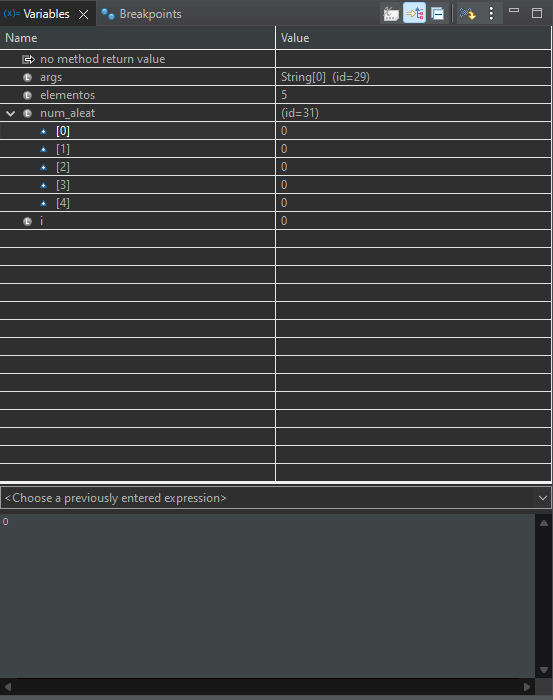 (x)= Variables Breakpoints
Name Value
no method return value
args String[0] (id=29)
elementos 5
num_aleat (id=31)
[0] 0
[1] 0
[2] 0
[3] 0
[4] 0
i 0
<Choose a previously entered expression>
0